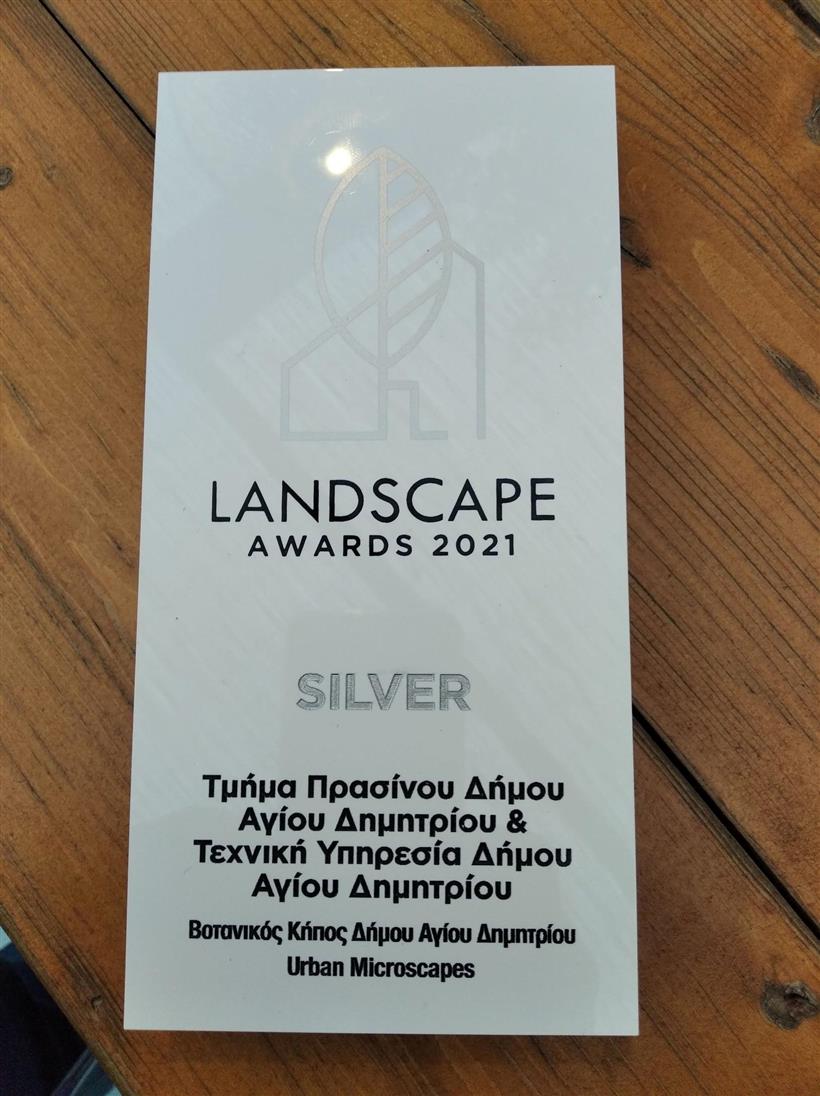 LANDSCAPE
AWARDS 2021
SILVER
Τμήμα Πρασίνου Δήμου
Αγίου Δημητρίου &
Τεχνική Υπηρεσία Δήμου
Αγίου Δημητρίου
Βοτανικός Κήπος Δήμου Αγίου Δημητρίου
Urban Microscapes